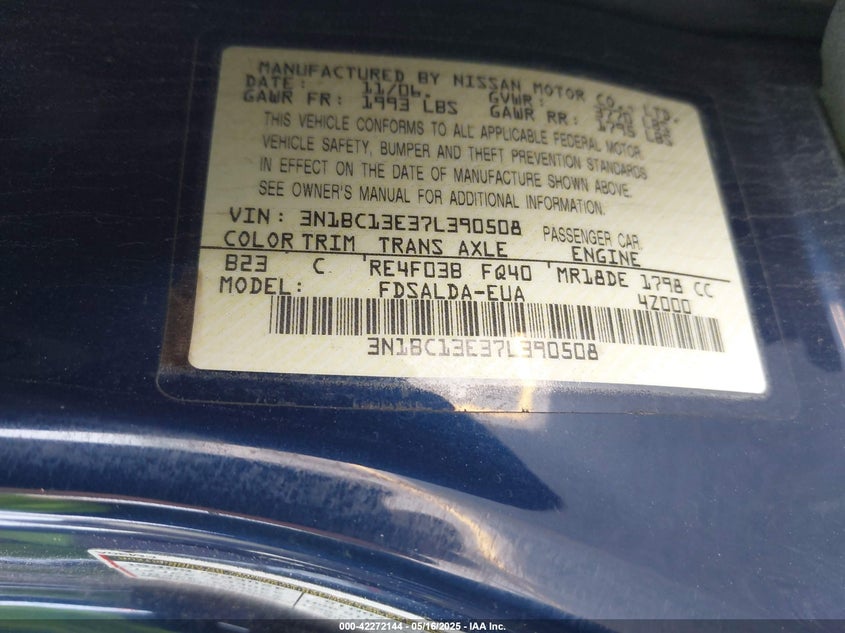 MANUFACTURED BY NISSAN MOTOR CO., LTD.
DATE: 11/06. GVWR: 3770 LBS
GAWR FR: 1993 LBS GAWR RR: 1795 LBS
THIS VEHICLE CONFORMS TO ALL APPLICABLE FEDERAL MOTOR
VEHICLE SAFETY, BUMPER AND THEFT PREVENTION STANDARDS
IN EFFECT ON THE DATE OF MANUFACTURE SHOWN ABOVE.
SEE OWNER'S MANUAL FOR ADDITIONAL INFORMATION.
VIN: 3N1BC13E37L390508 PASSENGER CAR
COLOR TRIM TRANS AXLE ENGINE
B23 C RE4F03B FQ40 MR18DE 1798 CC
MODEL: FDSALDA-EUA 4Z000
3N1BC13E37L390508
000-42272144 - 05/16/2025 - IAA Inc.